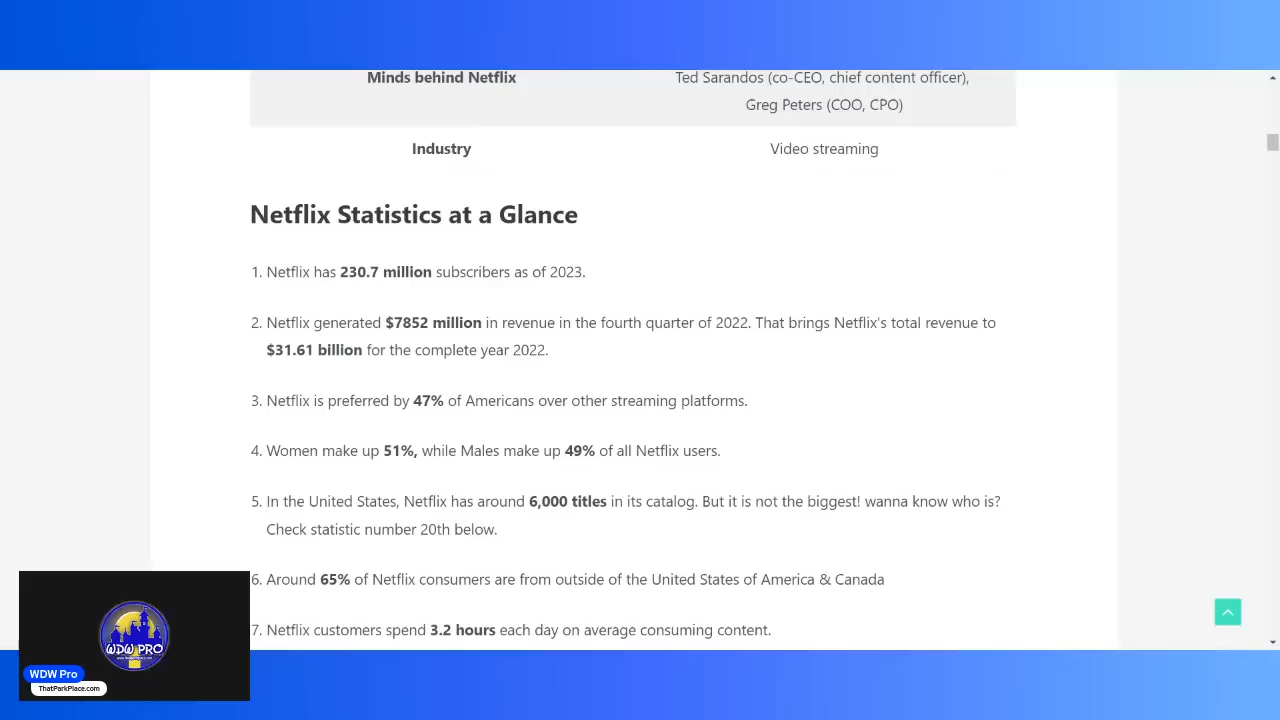 Minds behind Netflix
Ted Sarandos (co-CEO, chief content officer),
Greg Peters (COO, CPO)
Industry
Video streaming
Netflix Statistics at a Glance
1. Netflix has 230.7 million subscribers as of 2023.
2. Netflix generated $7852 million in revenue in the fourth quarter of 2022. That brings Netflix's total revenue to
$31.61 billion for the complete year 2022.
3. Netflix is preferred by 47% of Americans over other streaming platforms.
4. Women make up 51%, while Males make up 49% of all Netflix users.
5. In the United States, Netflix has around 6,000 titles in its catalog. But it is not the biggest! wanna know who is?
Check statistic number 20th below.
6. Around 65% of Netflix consumers are from outside of the United States of America & Canada
7. Netflix customers spend 3.2 hours each day on average consuming content.
WDW PRO
WDW Pro
ThatParkPlace.com